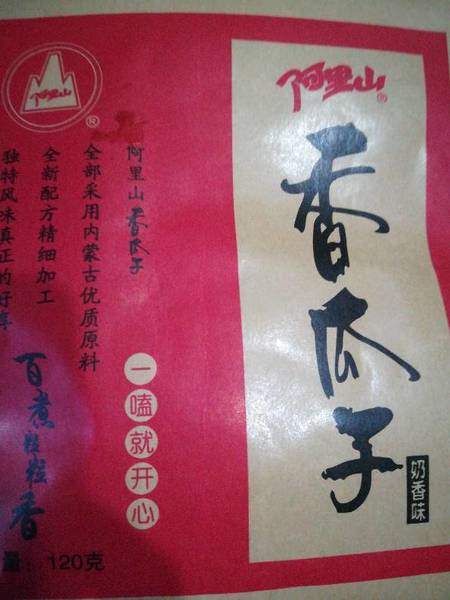 阿里山
®
香瓜子
奶香味
阿里山
®
阿里山香瓜子
全部采用内蒙古优质原料
全新配方精细加工
独特风味真正的好享
一嗑就开心
百煮粒粒香
量：120克